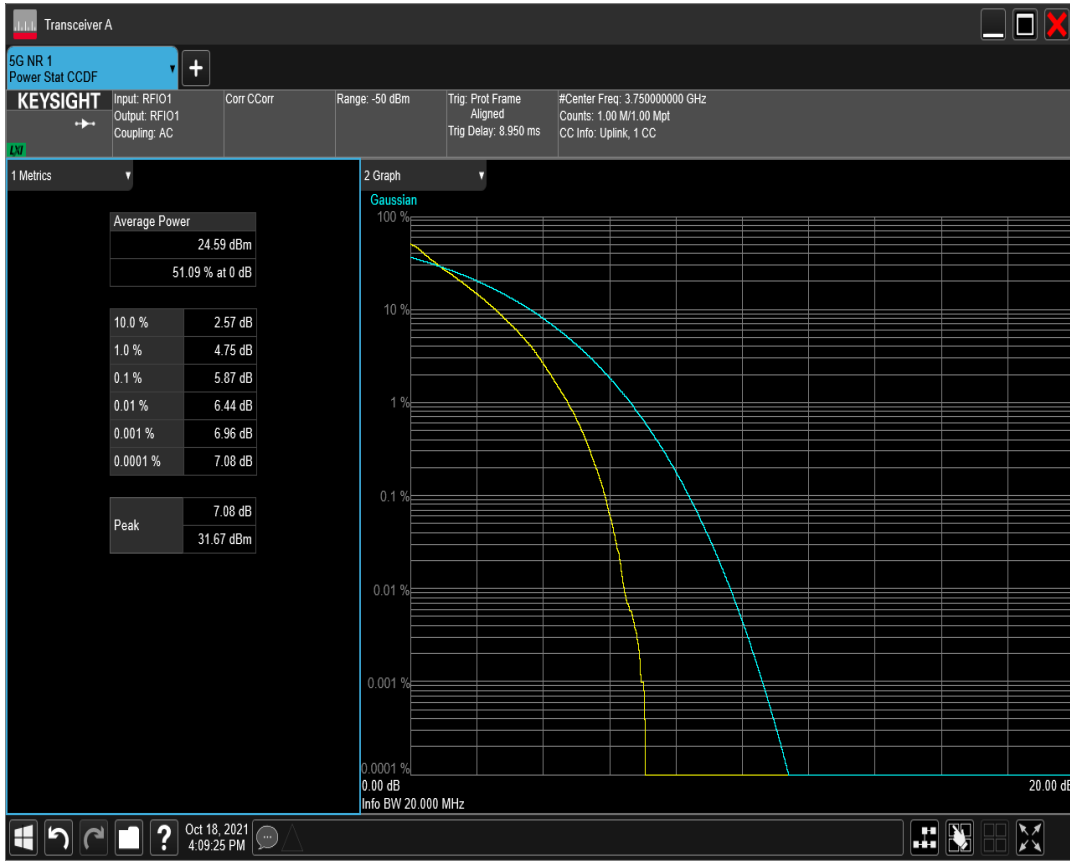 Transceiver A
5G NR 1
Power Stat CCDF
+
KEYSIGHT
LXI
Input: RFIO1
Output: RFIO1
Coupling: AC
Corr CCorr
Range: -50 dBm
Trig: Prot Frame
Aligned
Trig Delay: 8.950 ms
#Center Freq: 3.750000000 GHz
Counts: 1.00 M/1.00 Mpt
CC Info: Uplink, 1 CC
1 Metrics
Average Power
24.59 dBm
51.09 % at 0 dB
10.0 % 2.57 dB
1.0 % 4.75 dB
0.1 % 5.87 dB
0.01 % 6.44 dB
0.001 % 6.96 dB
0.0001 % 7.08 dB
Peak
7.08 dB
31.67 dBm
2 Graph
Gaussian
100 %
10 %
1 %
0.1 %
0.01 %
0.001 %
0.0001 %
0.00 dB 20.00 dB
Info BW 20.000 MHz
?
Oct 18, 2021
4:09:25 PM